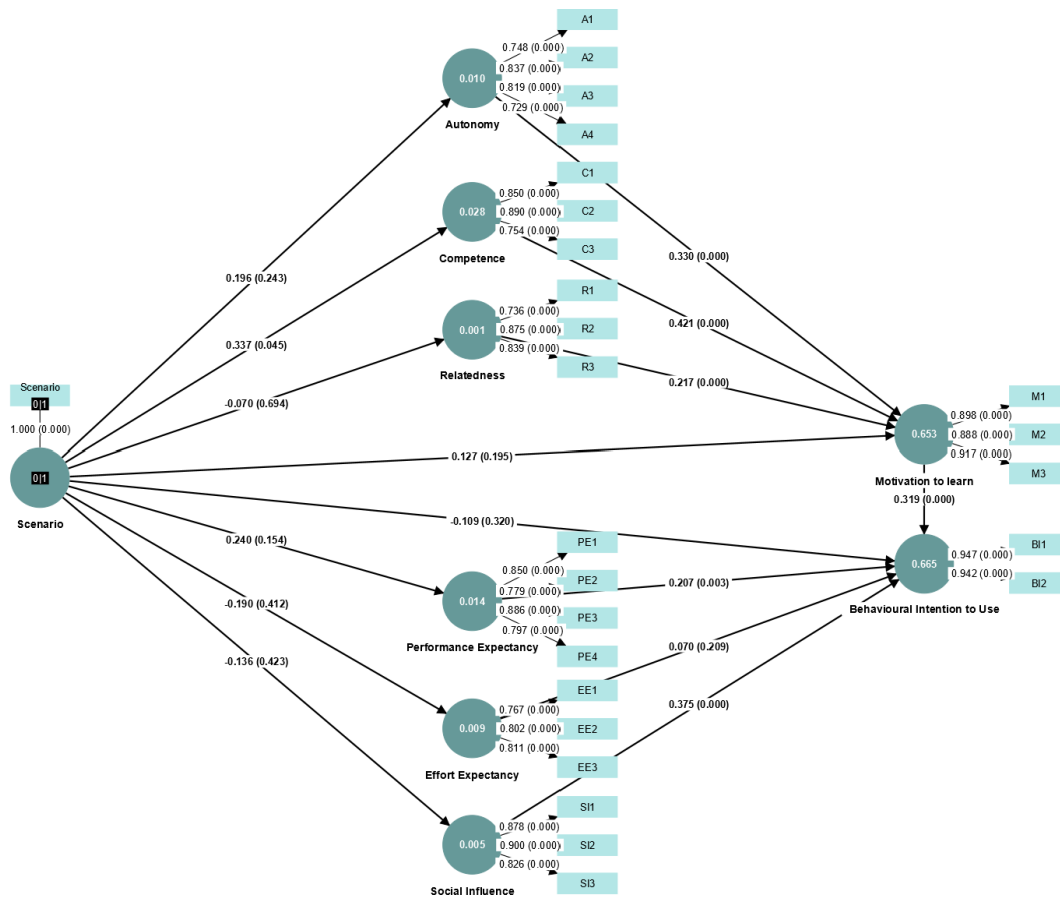 A1
0.748 (0.000)
A2
0.837 (0.000)
0.010
0.819 (0.000)
A3
0.729 (0.000)
Autonomy
A4
C1
0.850 (0.000)
0.028
0.890 (0.000)
C2
0.754 (0.000)
C3
Competence
0.330 (0.000)
0.196 (0.243)
R1
0.736 (0.000)
0.421 (0.000)
0.001
0.875 (0.000)
R2
0.337 (0.045)
0.839 (0.000)
R3
Relatedness
0.217 (0.000)
Scenario
0|1
-0.070 (0.694)
M1
0.898 (0.000)
1.000 (0.000)
0.653
0.888 (0.000)
M2
0.127 (0.195)
0.917 (0.000)
M3
0|1
Motivation to learn
0.319 (0.000)
Scenario
-0.109 (0.320)
0.240 (0.154)
PE1
BI1
0.850 (0.000)
0.947 (0.000)
0.665
PE2
0.207 (0.003)
0.942 (0.000)
BI2
0.779 (0.000)
0.014
-0.190 (0.412)
0.886 (0.000)
Behavioural Intention to Use
PE3
0.797 (0.000)
Performance Expectancy
0.070 (0.209)
PE4
-0.136 (0.423)
EE1
0.375 (0.000)
0.767 (0.000)
0.009
0.802 (0.000)
EE2
0.811 (0.000)
EE3
Effort Expectancy
SI1
0.878 (0.000)
0.005
0.900 (0.000)
SI2
0.826 (0.000)
SI3
Social Influence